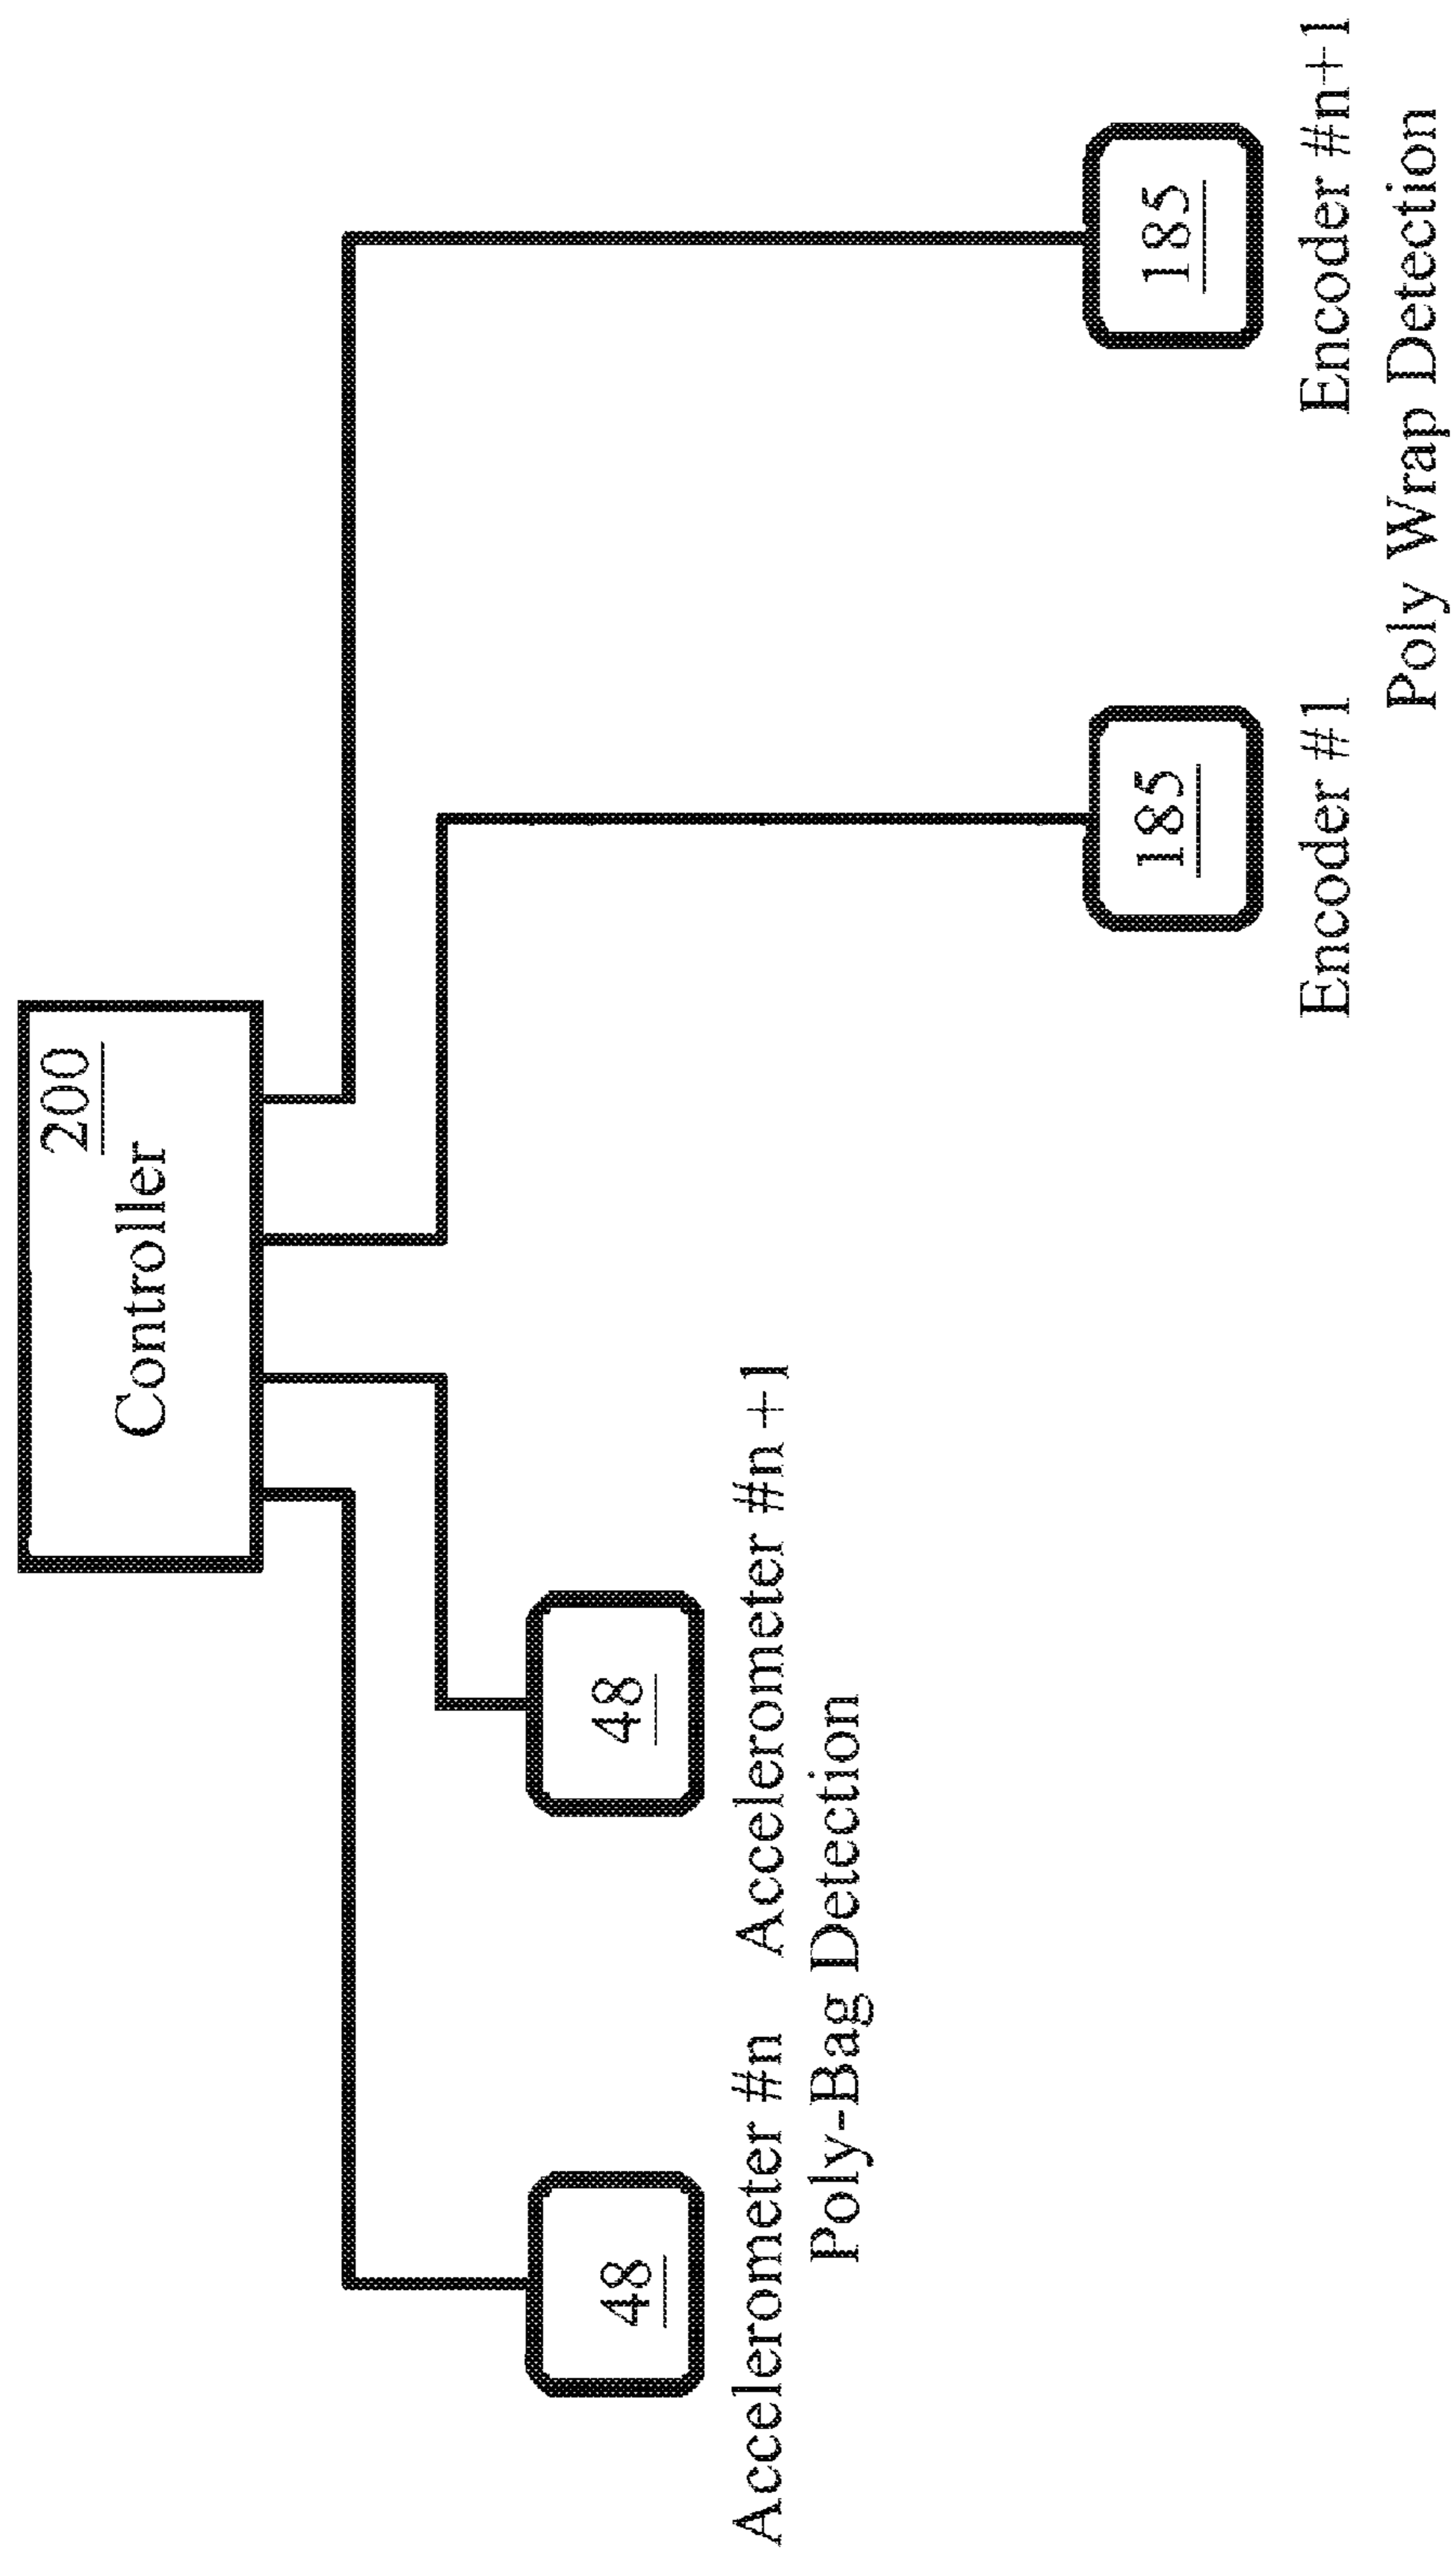 200
Controller
48
48
Accelerometer #n
Accelerometer #n +1
Poly-Bag Detection
185
185
Encoder #1
Encoder #n+1
Poly Wrap Detection